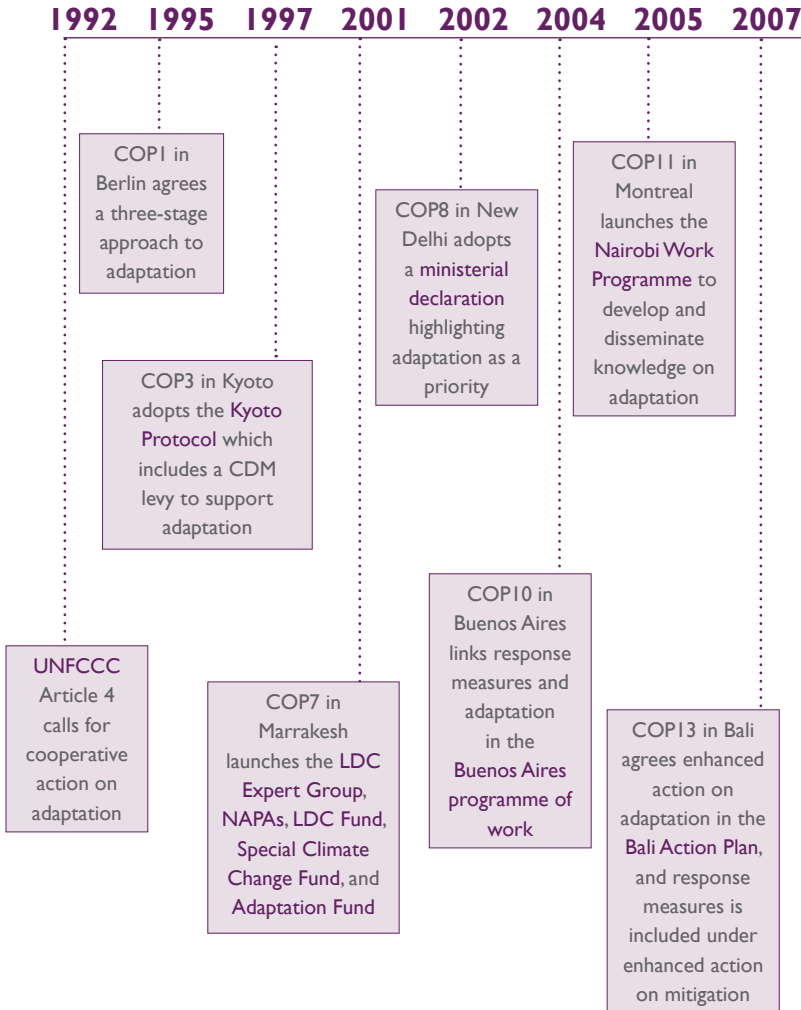 1992 1995 1997 2001 2002 2004 2005 2007
COP1 in
Berlin agrees
a three-stage
approach to
adaptation
COP8 in New
Delhi adopts
a ministerial
declaration
highlighting
adaptation as a
priority
COP11 in
Montreal
launches the
Nairobi Work
Programme to
develop and
disseminate
knowledge on
adaptation
COP3 in Kyoto
adopts the Kyoto
Protocol which
includes a CDM
levy to support
adaptation
UNFCCC
Article 4
calls for
cooperative
action on
adaptation
COP7 in
Marrakesh
launches the LDC
Expert Group,
NAPAs, LDC Fund,
Special Climate
Change Fund, and
Adaptation Fund
COP10 in
Buenos Aires
links response
measures and
adaptation
in the
Buenos Aires
programme of
work
COP13 in Bali
agrees enhanced
action on
adaptation in the
Bali Action Plan,
and response
measures is
included under
enhanced action
on mitigation